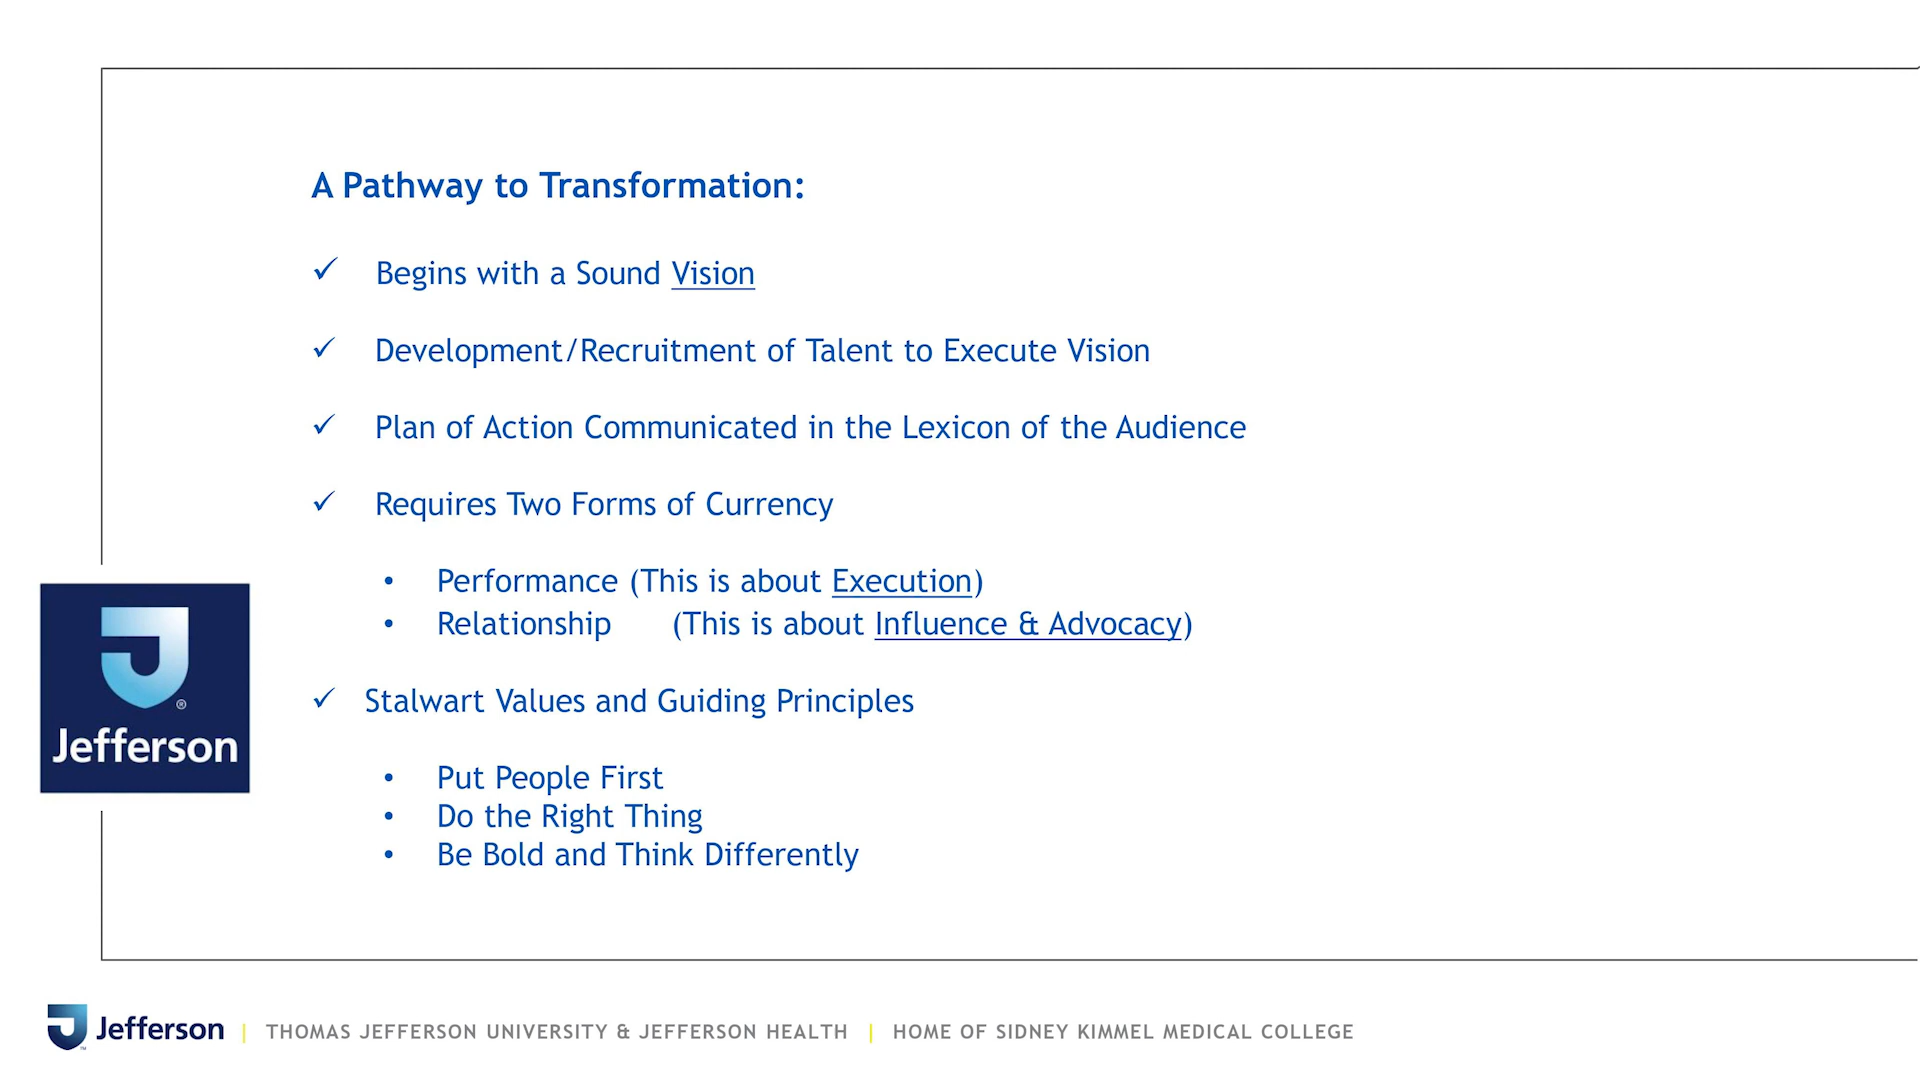 A Pathway to Transformation:
✓ Begins with a Sound Vision
✓ Development/Recruitment of Talent to Execute Vision
✓ Plan of Action Communicated in the Lexicon of the Audience
✓ Requires Two Forms of Currency
• Performance (This is about Execution)
• Relationship (This is about Influence & Advocacy)
✓ Stalwart Values and Guiding Principles
• Put People First
• Do the Right Thing
• Be Bold and Think Differently
®
Jefferson
Jefferson | THOMAS JEFFERSON UNIVERSITY & JEFFERSON HEALTH | HOME OF SIDNEY KIMMEL MEDICAL COLLEGE